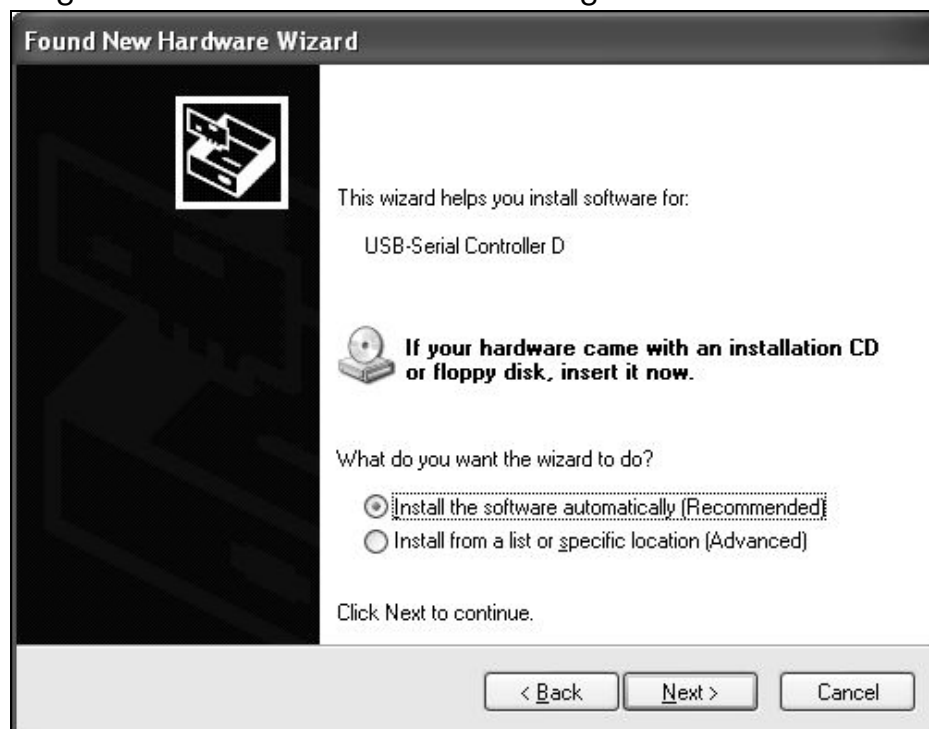 Found New Hardware Wizard
This wizard helps you install software for:
USB-Serial Controller D
If your hardware came with an installation CD
or floppy disk, insert it now.
What do you want the wizard to do?
Install the software automatically (Recommended)
Install from a list or specific location (Advanced)
Click Next to continue.
< Back Next > Cancel